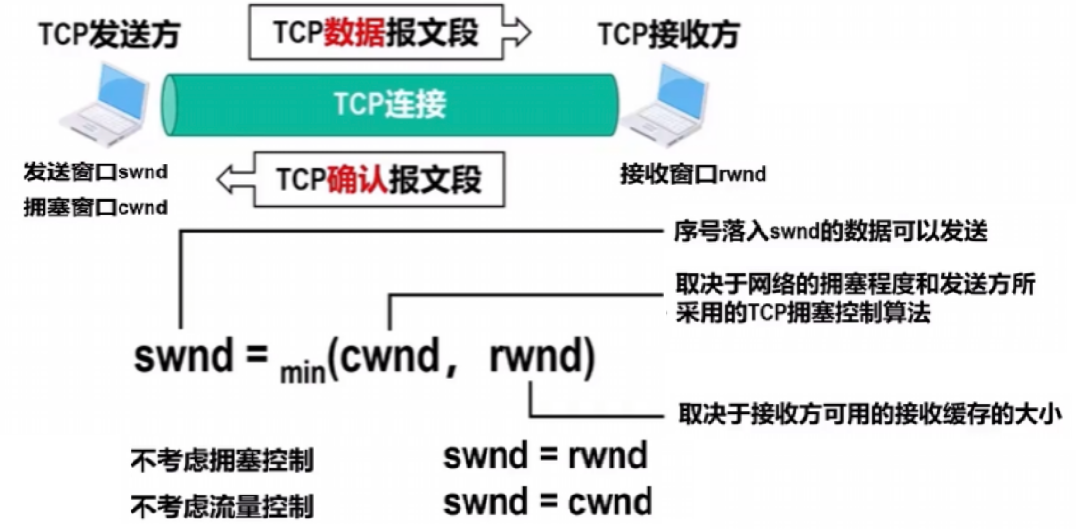 TCP发送方
TCP数据报文段
TCP接收方
TCP连接
发送窗口swnd
拥塞窗口cwnd
TCP确认报文段
接收窗口rwnd
序号落入swnd的数据可以发送
取决于网络的拥塞程度和发送方所
采用的TCP拥塞控制算法
swnd = min(cwnd，rwnd)
取决于接收方可用的接收缓存的大小
不考虑拥塞控制 swnd = rwnd
不考虑流量控制 swnd = cwnd